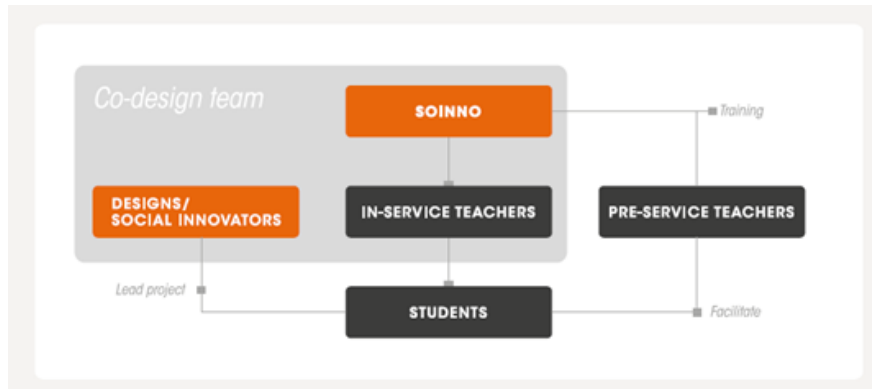 Co-design team
SOINNO
Training
DESIGNS/
SOCIAL INNOVATORS
IN-SERVICE TEACHERS
PRE-SERVICE TEACHERS
Lead project
STUDENTS
Facilitate